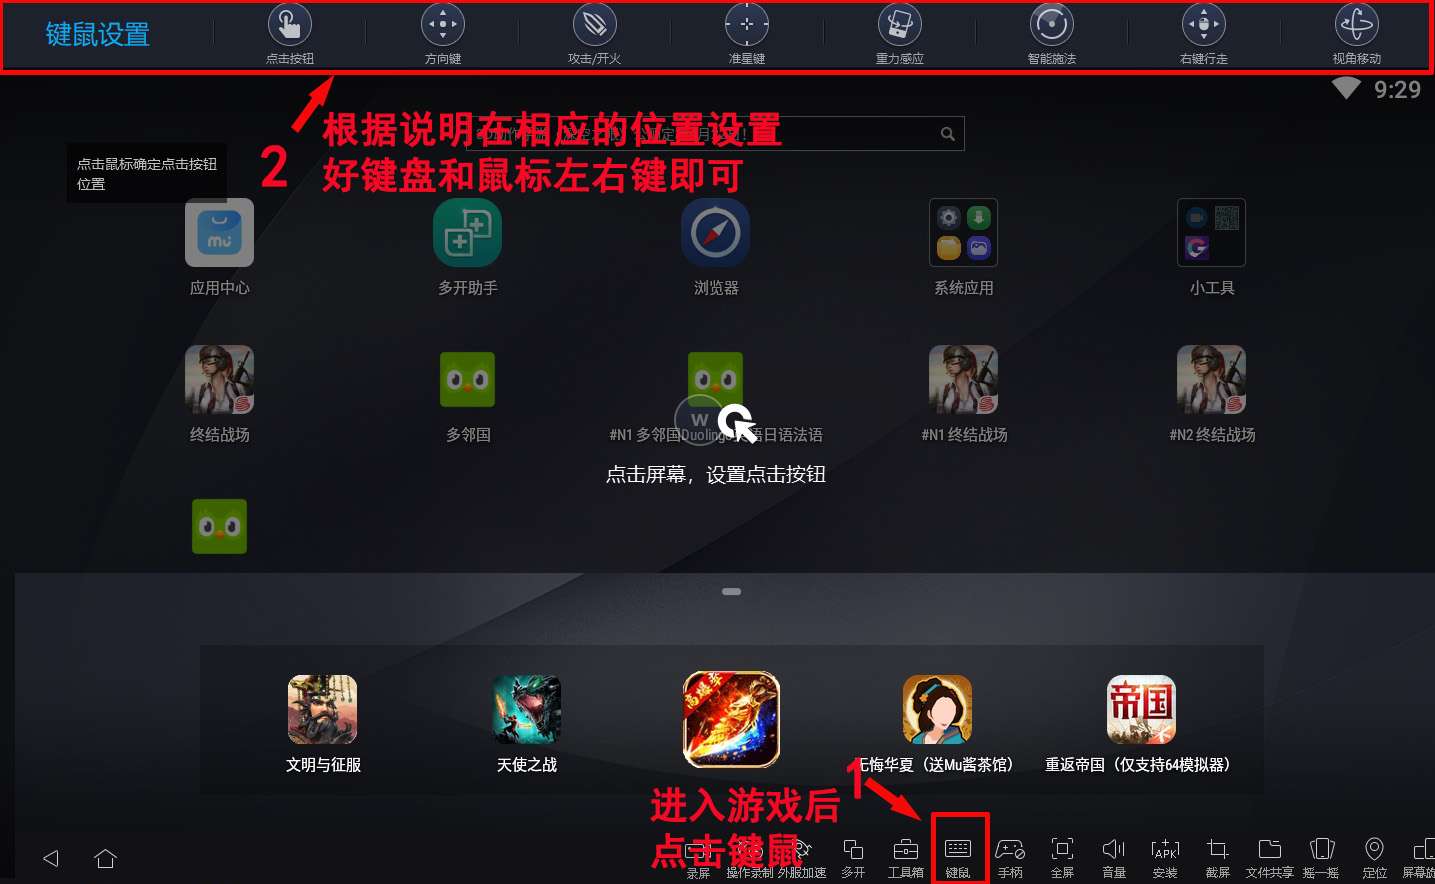 键鼠设置
点击按钮
方向键
攻击/开火
准星键
重力感应
智能施法
右键行走
视角移动
9:29
2
根据说明在相应的位置设置
好键盘和鼠标左右键即可
点击鼠标确定点击按钮
位置
mu
应用中心
多开助手
浏览器
系统应用
小工具
终结战场
多邻国
#N1 多邻国Duolingo英语日语法语
#N1 终结战场
#N2 终结战场
W
点击屏幕，设置点击按钮
帝国
文明与征服
天使之战
无悔华夏（送Mu酱茶馆）
重返帝国（仅支持64模拟器）
1
进入游戏后
点击键鼠
录屏
操作录制
外服加速
多开
工具箱
键鼠
手柄
全屏
音量
APK
安装
截屏
文件共享
摇一摇
定位
屏幕旋